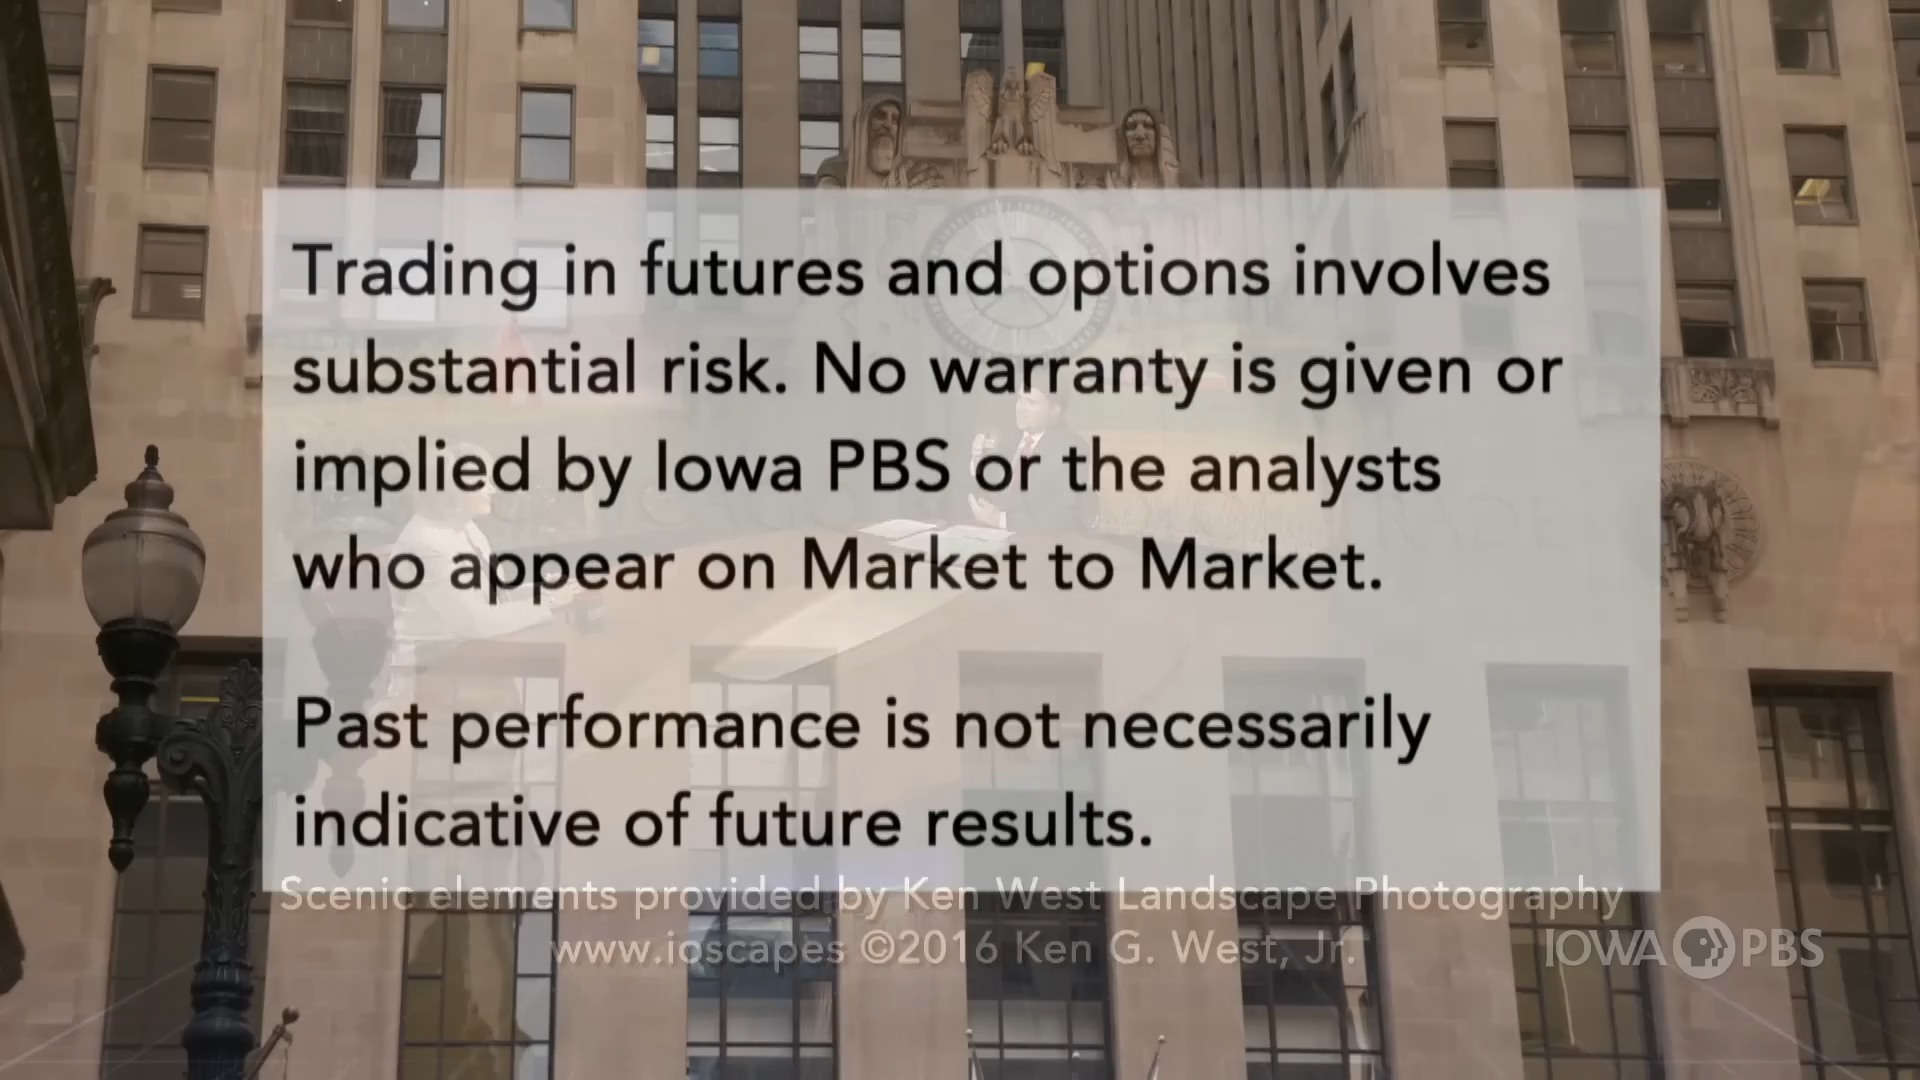 Trading in futures and options involves
substantial risk. No warranty is given or
implied by Iowa PBS or the analysts
who appear on Market to Market.
Past performance is not necessarily
indicative of future results.
Scenic elements provided by Ken West Landscape Photography
www.ioscapes ©2016 Ken G. West, Jr.
IOWA PBS